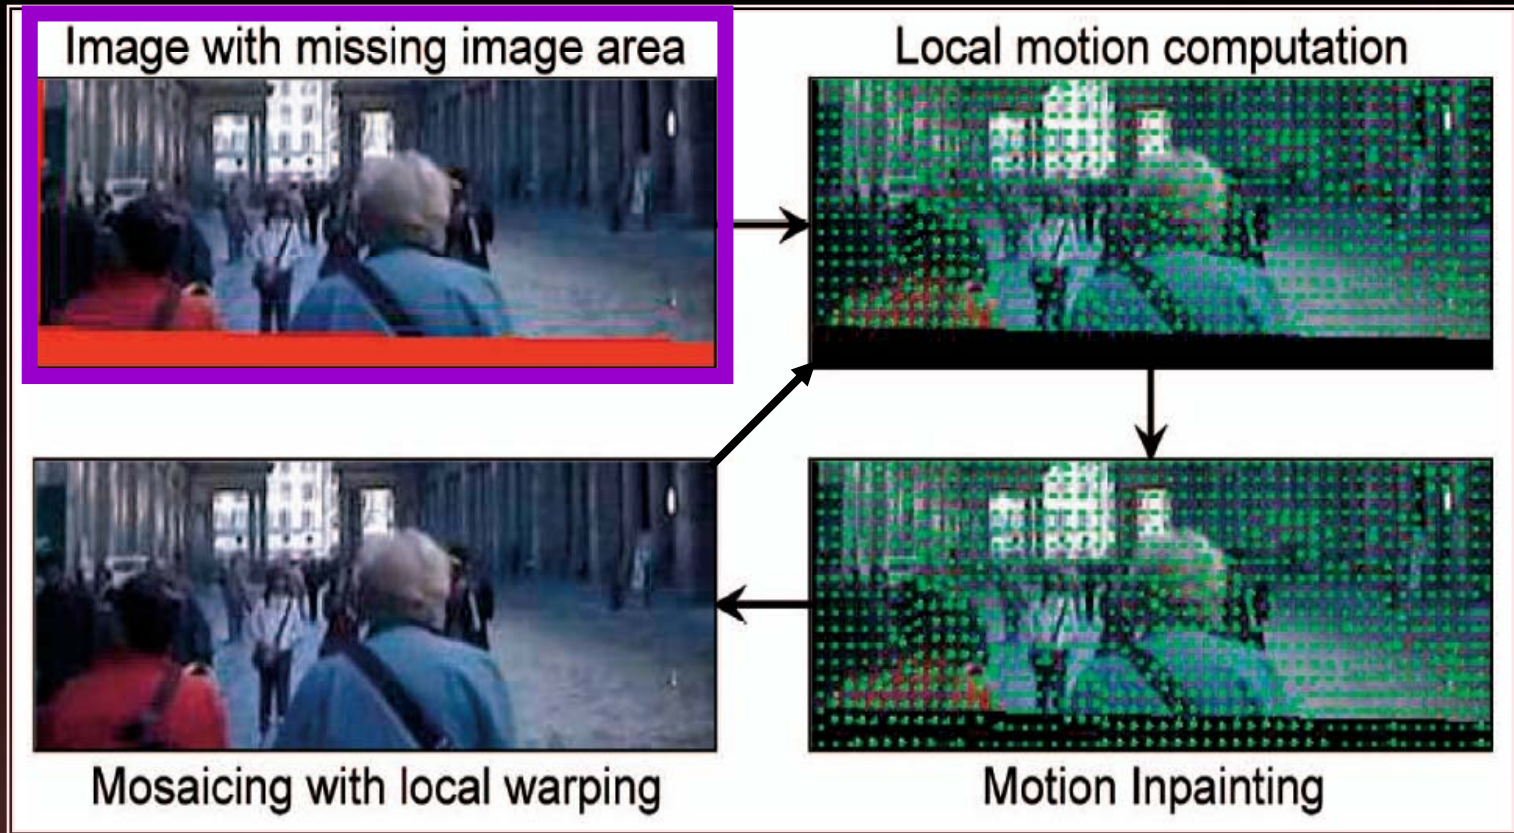 Image with missing image area
Local motion computation
Mosaicing with local warping
Motion Inpainting